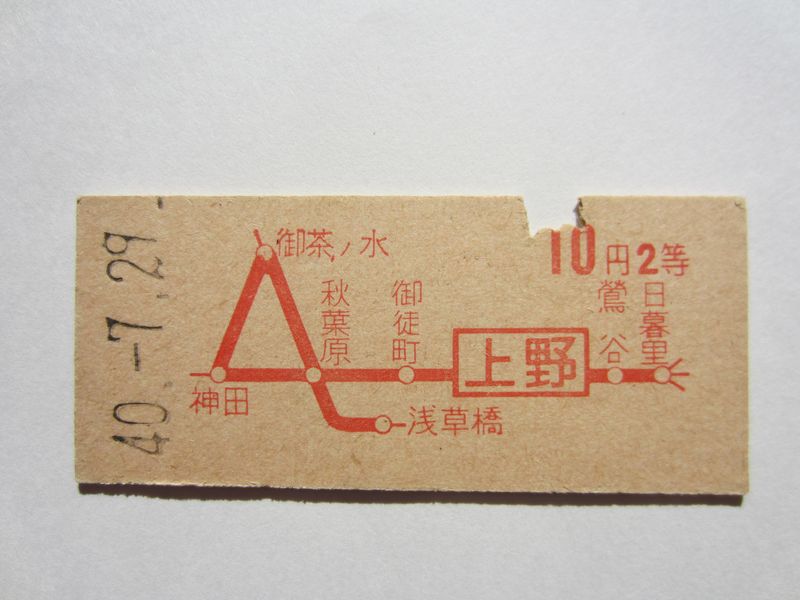 40.-7.29
10円2等
御茶ノ水
秋葉原
御徒町
鶯谷
日暮里
上野
神田
浅草橋